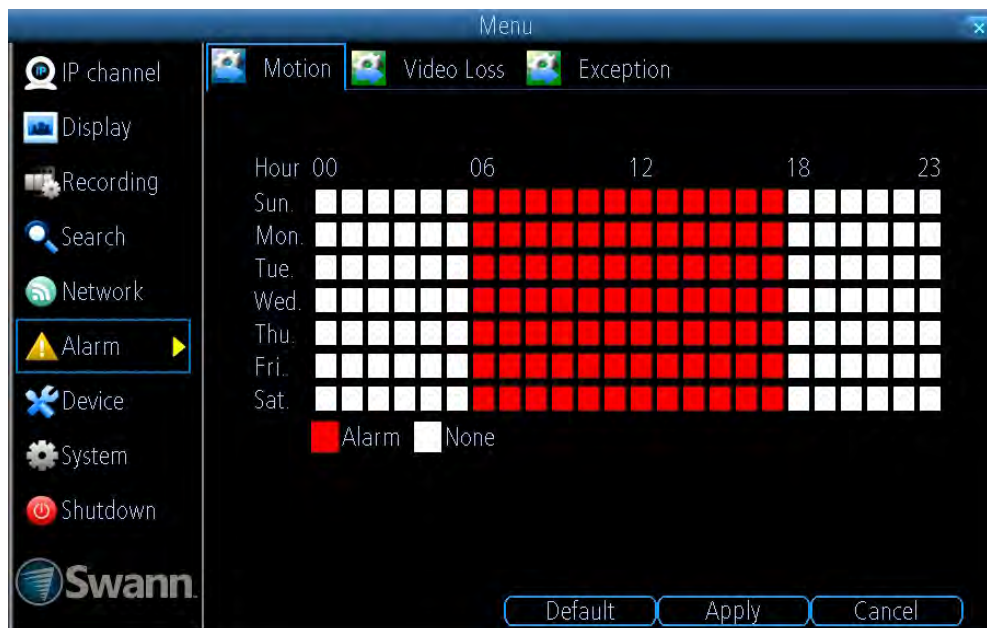 Menu
IP channel
Display
Recording
Search
Network
Alarm
Device
System
Shutdown
Swann
Motion
Video Loss
Exception
Hour 00 06 12 18 23
Sun.
Mon.
Tue.
Wed.
Thu.
Fri..
Sat.
Alarm None
Default Apply Cancel